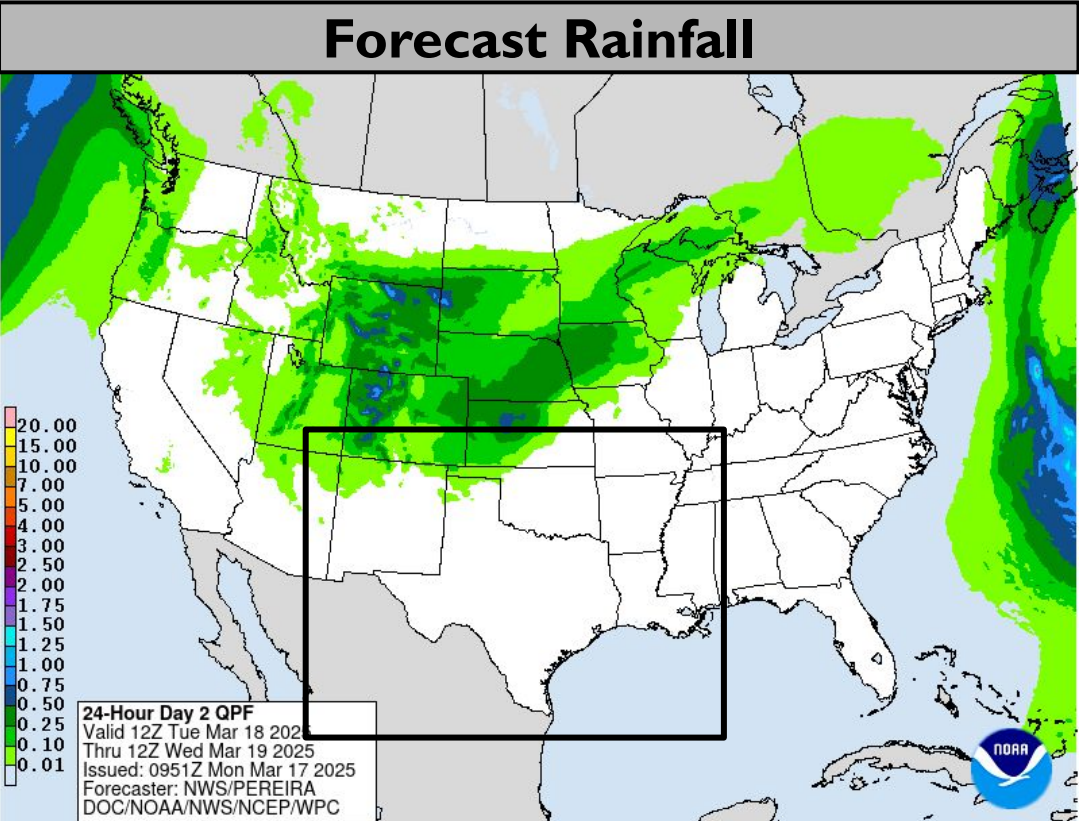 Forecast Rainfall
20.00
15.00
10.00
7.00
5.00
4.00
3.00
2.50
2.00
1.75
1.50
1.25
1.00
0.75
0.50
0.25
0.10
0.01
24-Hour Day 2 QPF
Valid 12Z Tue Mar 18 2025
Thru 12Z Wed Mar 19 2025
Issued: 0951Z Mon Mar 17 2025
Forecaster: NWS/PEREIRA
DOC/NOAA/NWS/NCEP/WPC
NOAA